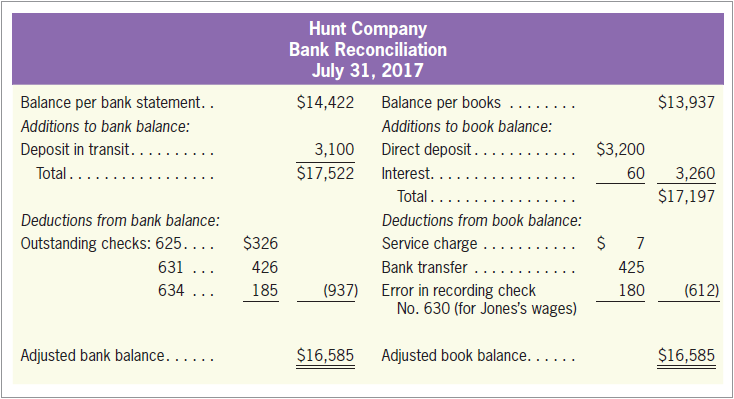 Hunt Company
Bank Reconciliation
July 31, 2017
Balance per bank statement. . $14,422 Balance per books . . . . . . . . $13,937
Additions to bank balance: Additions to book balance:
Deposit in transit. . . . . . . . . . 3,100 Direct deposit. . . . . . . . . . . . . $3,200
Total . . . . . . . . . . . . . . . . . $17,522 Interest. . . . . . . . . . . . . . . . . . 60 3,260
Total . . . . . . . . . . . . . . . . . $17,197
Deductions from bank balance: Deductions from book balance:
Outstanding checks: 625. . . . $326 Service charge . . . . . . . . . . . $ 7
631 . . . 426 Bank transfer . . . . . . . . . . . . 425
634 . . . 185 (937) Error in recording check 180 (612)
No. 630 (for Jones's wages)
Adjusted bank balance. . . . . . $16,585 Adjusted book balance. . . . . . $16,585